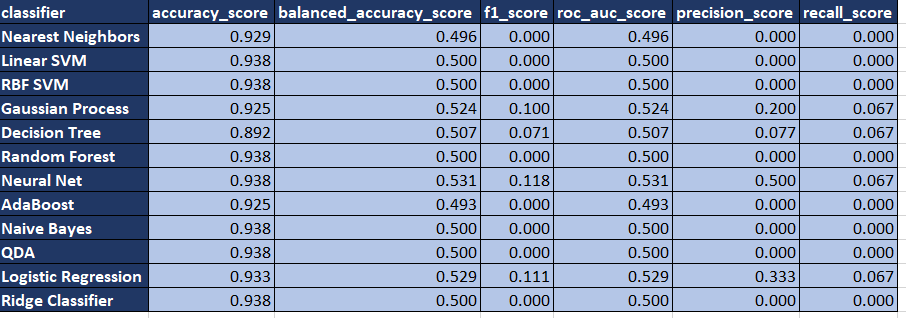 classifier accuracy_score balanced_accuracy_score f1_score roc_auc_score precision_score recall_score
Nearest Neighbors 0.929 0.496 0.000 0.496 0.000 0.000
Linear SVM 0.938 0.500 0.000 0.500 0.000 0.000
RBF SVM 0.938 0.500 0.000 0.500 0.000 0.000
Gaussian Process 0.925 0.524 0.100 0.524 0.200 0.067
Decision Tree 0.892 0.507 0.071 0.507 0.077 0.067
Random Forest 0.938 0.500 0.000 0.500 0.000 0.000
Neural Net 0.938 0.531 0.118 0.531 0.500 0.067
AdaBoost 0.925 0.493 0.000 0.493 0.000 0.000
Naive Bayes 0.938 0.500 0.000 0.500 0.000 0.000
QDA 0.938 0.500 0.000 0.500 0.000 0.000
Logistic Regression 0.933 0.529 0.111 0.529 0.333 0.067
Ridge Classifier 0.938 0.500 0.000 0.500 0.000 0.000